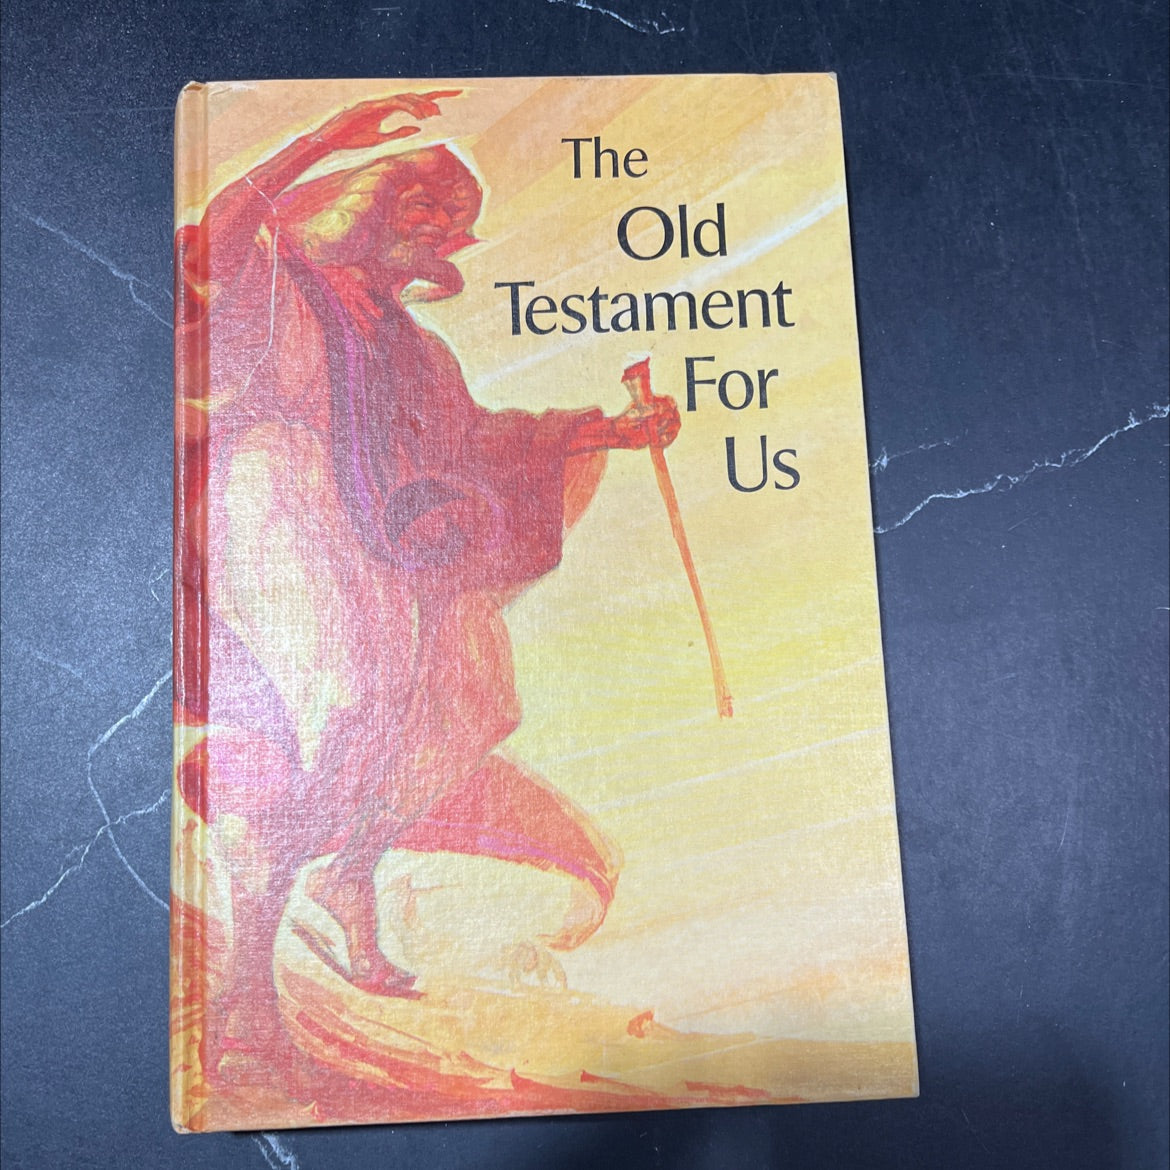 The
Old
Testament
For
Us